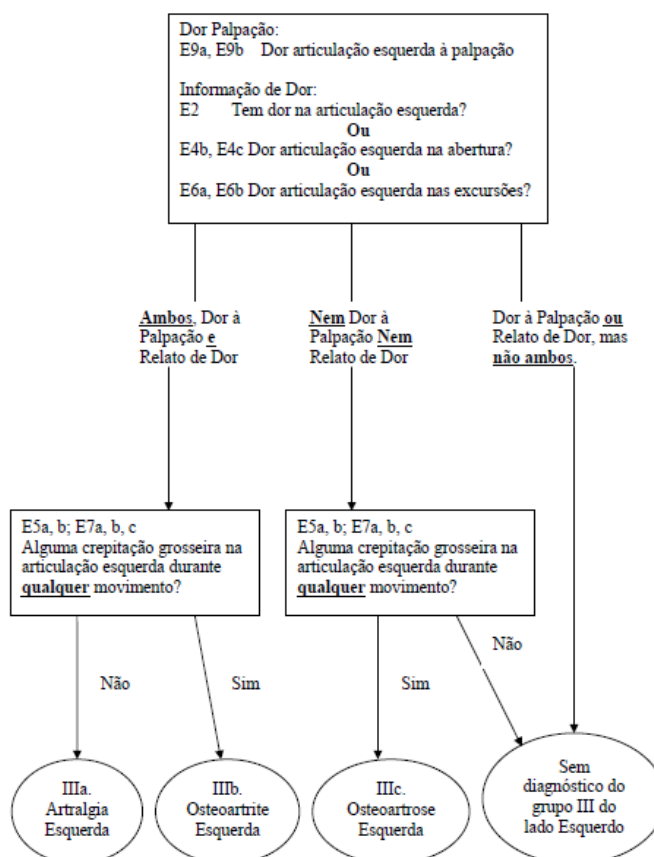 Dor Palpação:
E9a, E9b Dor articulação esquerda à palpação
Informação de Dor:
E2 Tem dor na articulação esquerda?
Ou
E4b, E4c Dor articulação esquerda na abertura?
Ou
E6a, E6b Dor articulação esquerda nas excursões?
Ambos, Dor à
Palpação e
Relato de Dor
Nem Dor à
Palpação Nem
Relato de Dor
Dor à Palpação ou
Relato de Dor, mas
não ambos.
E5a, b; E7a, b, c
Alguma crepitação grosseira na
articulação esquerda durante
qualquer movimento?
E5a, b; E7a, b, c
Alguma crepitação grosseira na
articulação esquerda durante
qualquer movimento?
Não
Sim
Sim
Não
IIIa.
Artralgia
Esquerda
IIIb.
Osteoartrite
Esquerda
IIIc.
Osteoartrose
Esquerda
Sem
diagnóstico do
grupo III do
lado Esquerdo